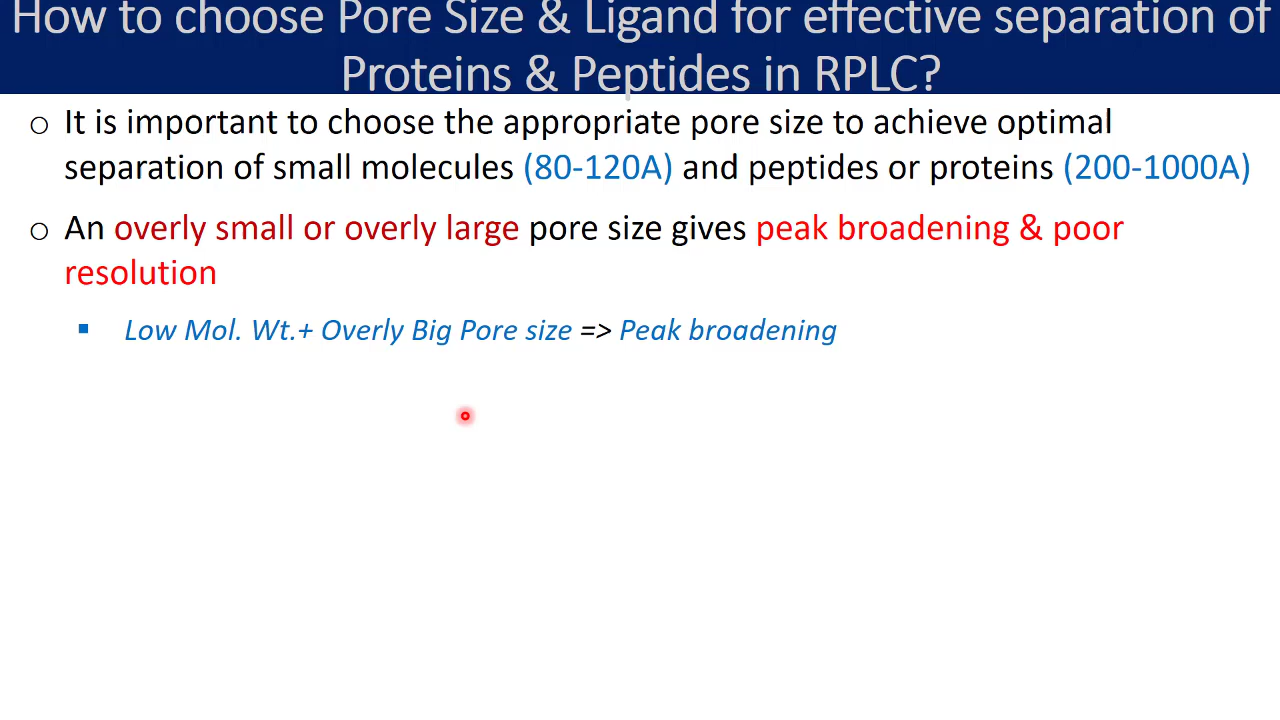 How to choose Pore Size & Ligand for effective separation of
Proteins & Peptides in RPLC?
○ It is important to choose the appropriate pore size to achieve optimal
separation of small molecules (80-120A) and peptides or proteins (200-1000A)
○ An overly small or overly large pore size gives peak broadening & poor
resolution
▪ Low Mol. Wt.+ Overly Big Pore size => Peak broadening